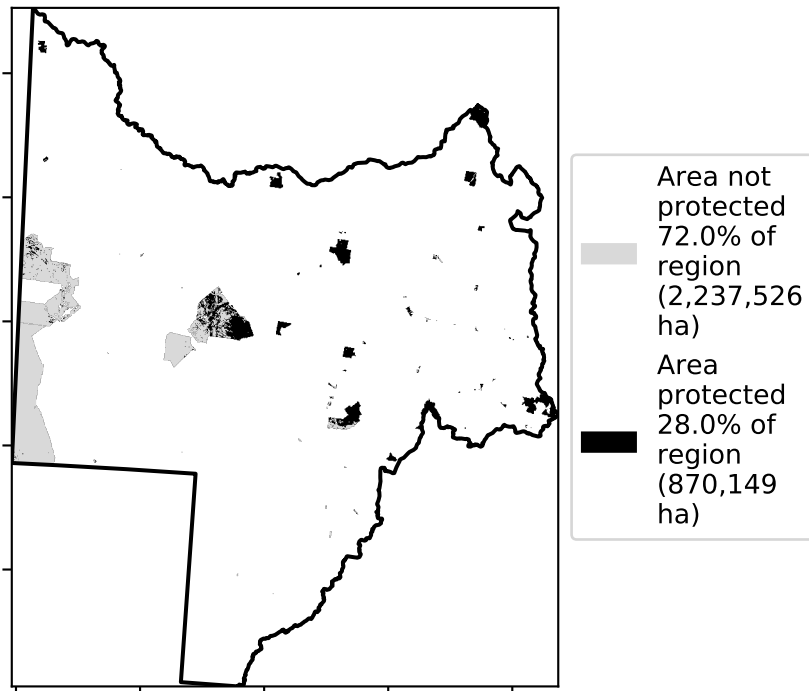 Area not
protected
72.0% of
region
(2,237,526
ha)
Area
protected
28.0% of
region
(870,149
ha)